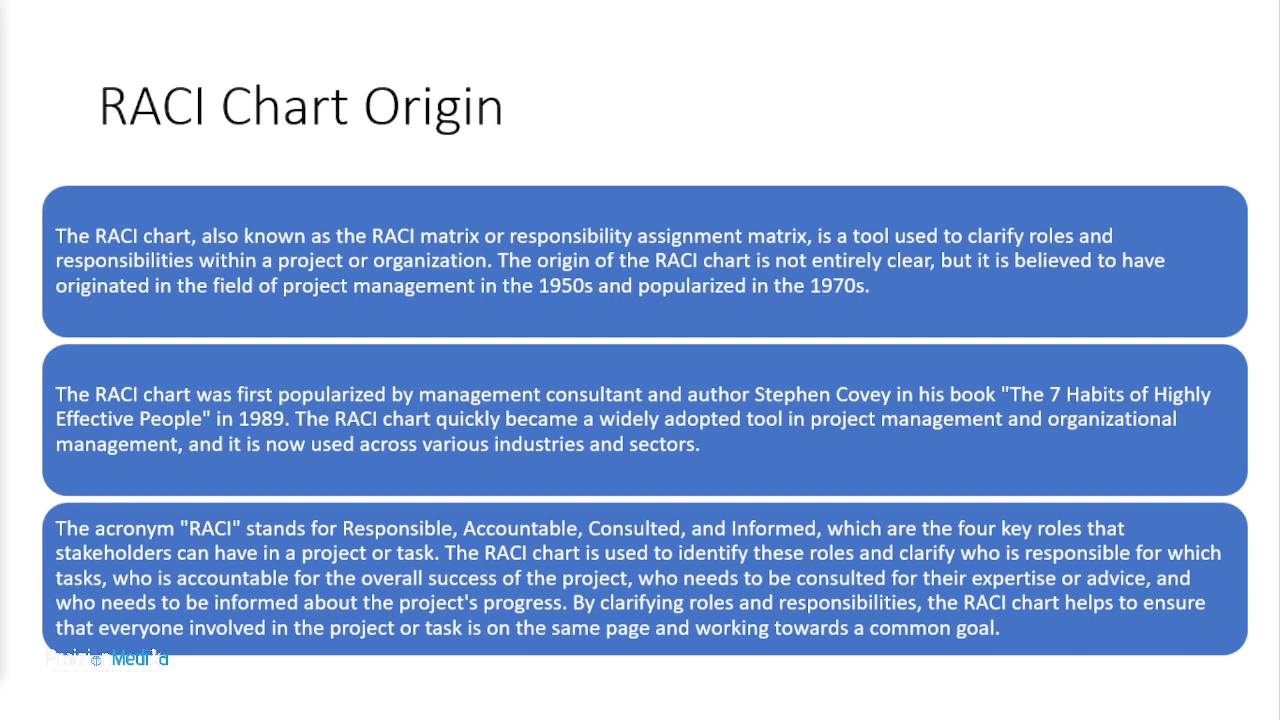 RACI Chart Origin
The RACI chart, also known as the RACI matrix or responsibility assignment matrix, is a tool used to clarify roles and
responsibilities within a project or organization. The origin of the RACI chart is not entirely clear, but it is believed to have
originated in the field of project management in the 1950s and popularized in the 1970s.
The RACI chart was first popularized by management consultant and author Stephen Covey in his book "The 7 Habits of Highly
Effective People" in 1989. The RACI chart quickly became a widely adopted tool in project management and organizational
management, and it is now used across various industries and sectors.
The acronym "RACI" stands for Responsible, Accountable, Consulted, and Informed, which are the four key roles that
stakeholders can have in a project or task. The RACI chart is used to identify these roles and clarify who is responsible for which
tasks, who is accountable for the overall success of the project, who needs to be consulted for their expertise or advice, and
who needs to be informed about the project's progress. By clarifying roles and responsibilities, the RACI chart helps to ensure
that everyone involved in the project or task is on the same page and working towards a common goal.